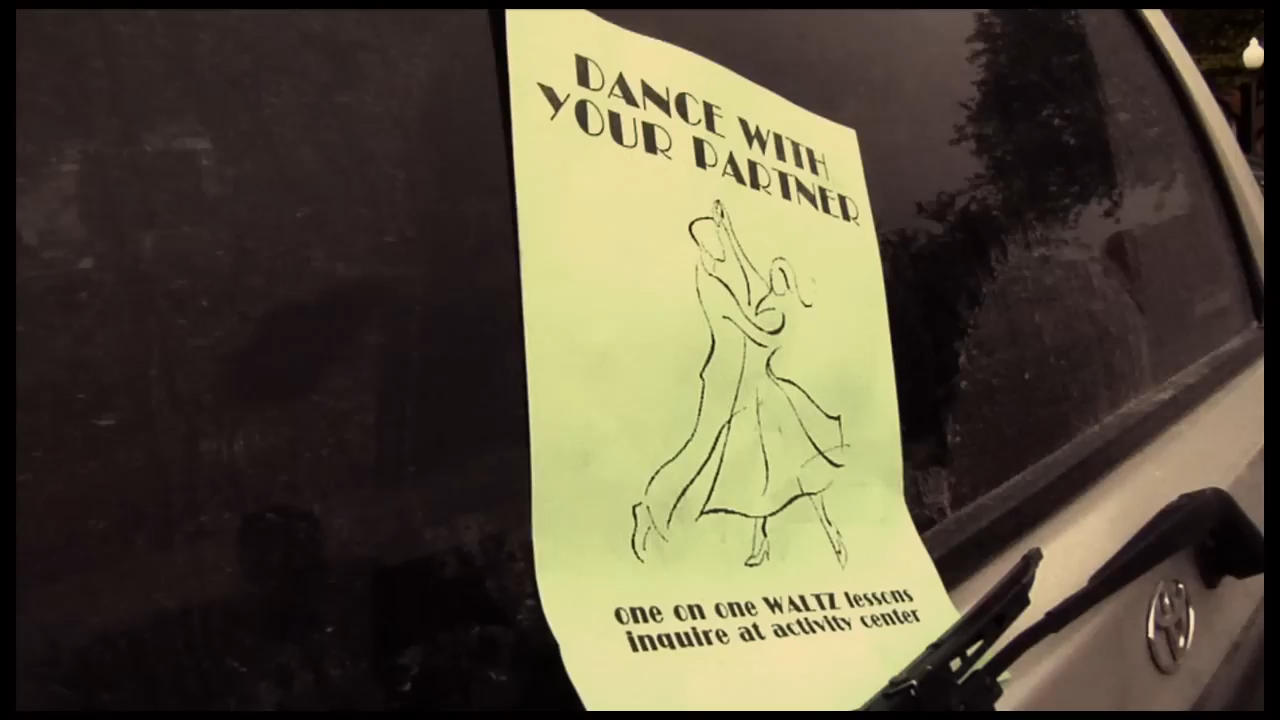 DANCE WITH
YOUR PARTNER
one on one WALTZ lessons
inquire at activity center